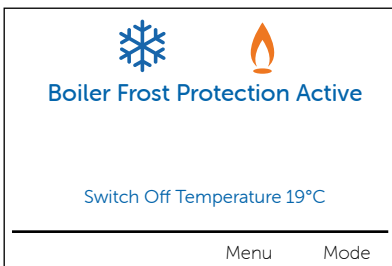 Boiler Frost Protection Active
Switch Off Temperature 19°C
Menu Mode